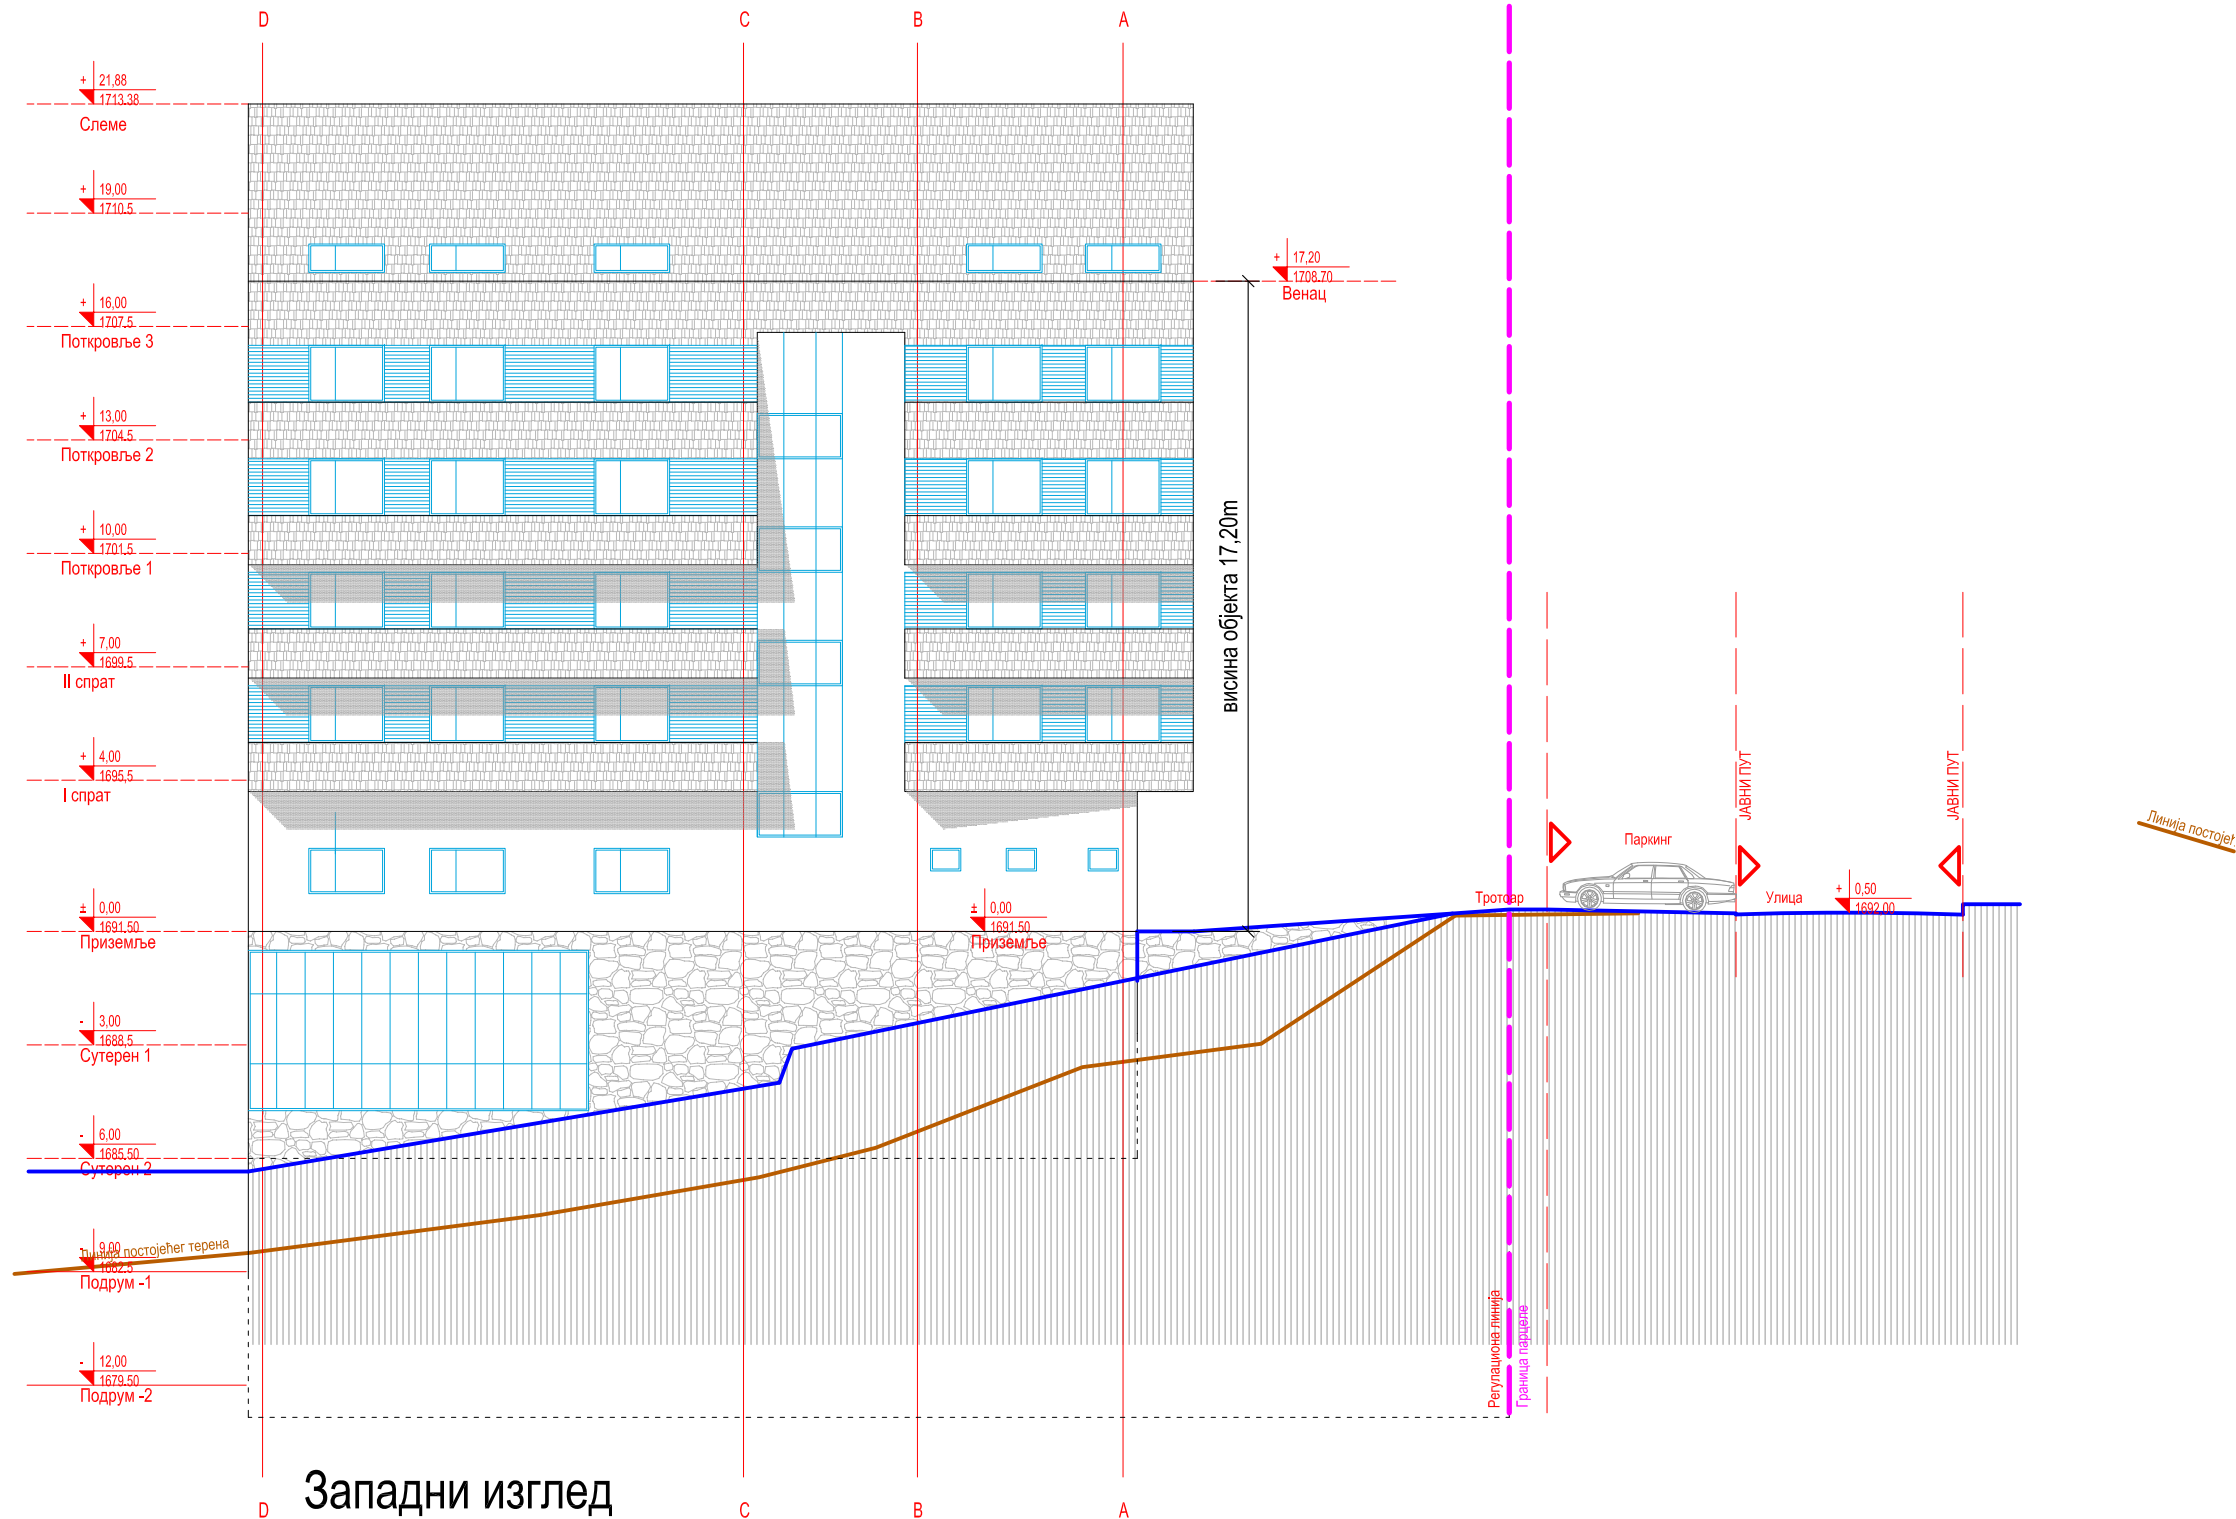 D
C
B
A
+ 21,88
1713.38
Слеме
+ 19,00
1710.5
+ 17,20
1708.70
Венац
+ 16,00
1707.5
Поткровље 3
+ 13,00
1704.5
Поткровље 2
+ 10,00
1701.5
Поткровље 1
висина објекта 17,20m
+ 7,00
1699.5
II спрат
+ 4,00
1695,5
I спрат
ЈАВНИ ПУТ
ЈАВНИ ПУТ
Паркинг
Тротоар
Улица
+ 0,50
1692.00
± 0,00
1691,50
Приземље
± 0,00
1691,50
Приземље
- 3,00
1688,5
Сутерен 1
- 6,00
1685.50
Сутерен 2
Линија постојећег терена
- 9,00
1682.5
Подрум -1
- 12,00
1679.50
Подрум -2
Регулациона линија
Граница парцеле
Западни изглед
D
C
B
A